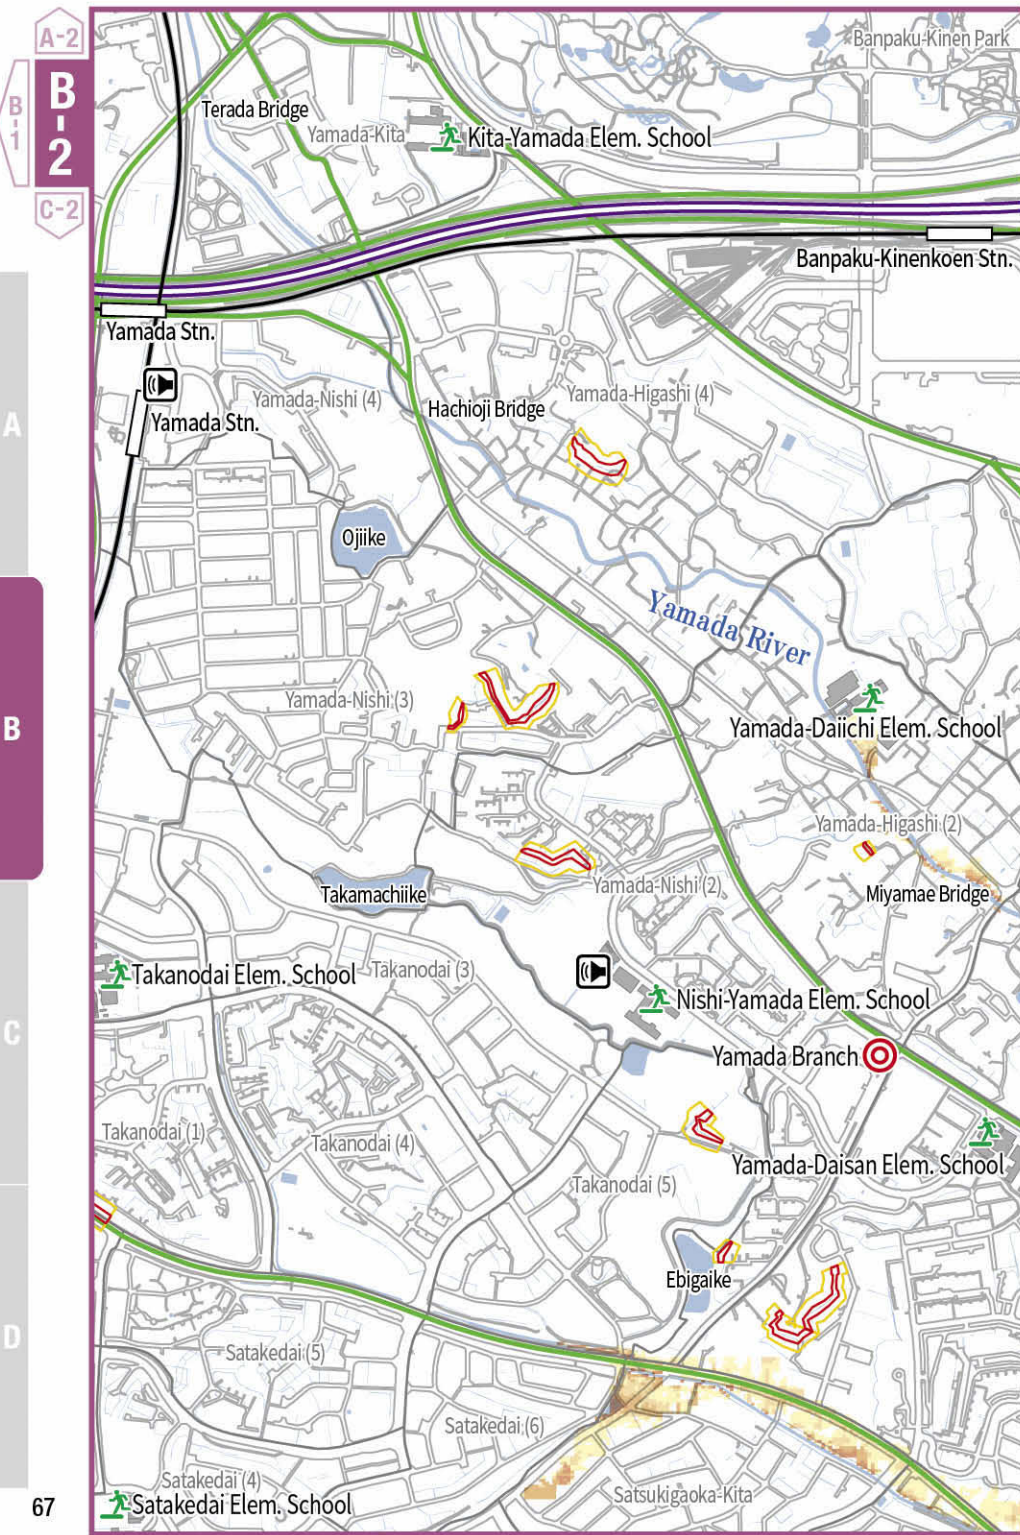 A-2
B-1
B-2
C-2
Banpaku-Kinen Park
Terada Bridge
Yamada-Kita
Kita-Yamada Elem. School
Banpaku-Kinenkoen Stn.
Yamada Stn.
Yamada-Nishi (4)
Hachioji Bridge
Yamada-Higashi (4)
Yamada Stn.
A
Ojiike
Yamada River
Yamada-Nishi (3)
B
Yamada-Daiichi Elem. School
Yamada-Higashi (2)
Yamada-Nishi (2)
Takamachiike
Miyamae Bridge
Takanodai Elem. School
Takanodai (3)
Nishi-Yamada Elem. School
C
Yamada Branch
Takanodai (1)
Takanodai (4)
Yamada-Daisan Elem. School
Takanodai (5)
Ebigaike
D
Satakedai (5)
Satakedai (6)
Satakedai (4)
Satsukigaoka-Kita
Satakedai Elem. School
67